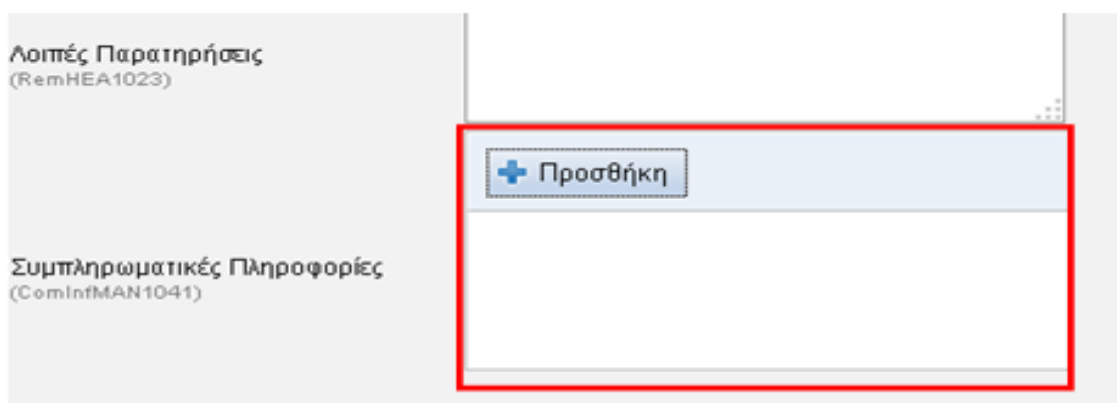 Λοιπές Παρατηρήσεις
(RemHEA1023)
Προσθήκη
Συμπληρωματικές Πληροφορίες
(ComInfMAN1041)